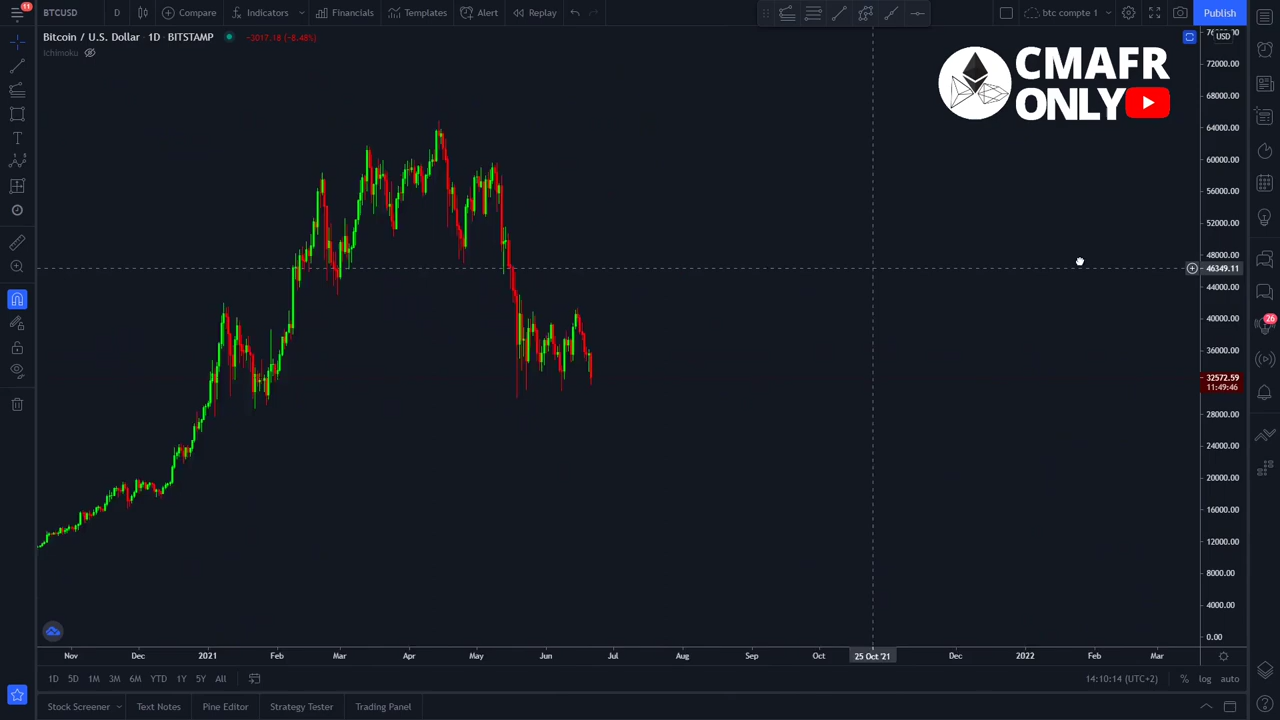 11
BTCUSD
D
Compare
Indicators
Financials
Templates
Alert
Replay
btc compte 1
Publish
Bitcoin / U.S. Dollar · 1D · BITSTAMP
−3017.18 (−8.48%)
Ichimoku
CMAFR
ONLY
USD
72000.00
68000.00
64000.00
60000.00
56000.00
52000.00
48000.00
46349.11
44000.00
40000.00
36000.00
32572.59
11:49:46
28000.00
24000.00
20000.00
16000.00
12000.00
8000.00
4000.00
0.00
26
Nov
Dec
2021
Feb
Mar
Apr
May
Jun
Jul
Aug
Sep
Oct
25 Oct '21
Dec
2022
Feb
Mar
1D
5D
1M
3M
6M
YTD
1Y
5Y
All
14:10:14 (UTC+2)
%
log
auto
Stock Screener
Text Notes
Pine Editor
Strategy Tester
Trading Panel